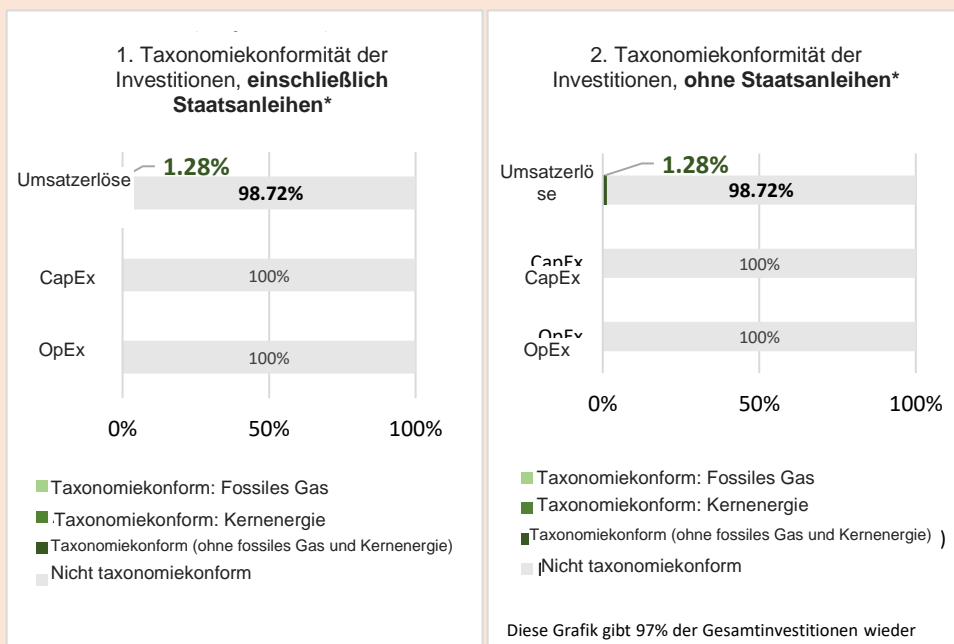 1. Taxonomiekonformität der
Investitionen, einschließlich
Staatsanleihen*
1.28%
Umsatzerlöse
98.72%
CapEx
100%
OpEx
100%
0% 50% 100%
Taxonomiekonform: Fossiles Gas
Taxonomiekonform: Kernenergie
Taxonomiekonform (ohne fossiles Gas und Kernenergie)
Nicht taxonomiekonform
2. Taxonomiekonformität der
Investitionen, ohne Staatsanleihen*
1.28%
Umsatzerlö
se
98.72%
CapEx
CapEx
100%
OpEx
OpEx
100%
0% 50% 100%
Taxonomiekonform: Fossiles Gas
Taxonomiekonform: Kernenergie
Taxonomiekonform (ohne fossiles Gas und Kernenergie) )
Nicht taxonomiekonform
Diese Grafik gibt 97% der Gesamtinvestitionen wieder